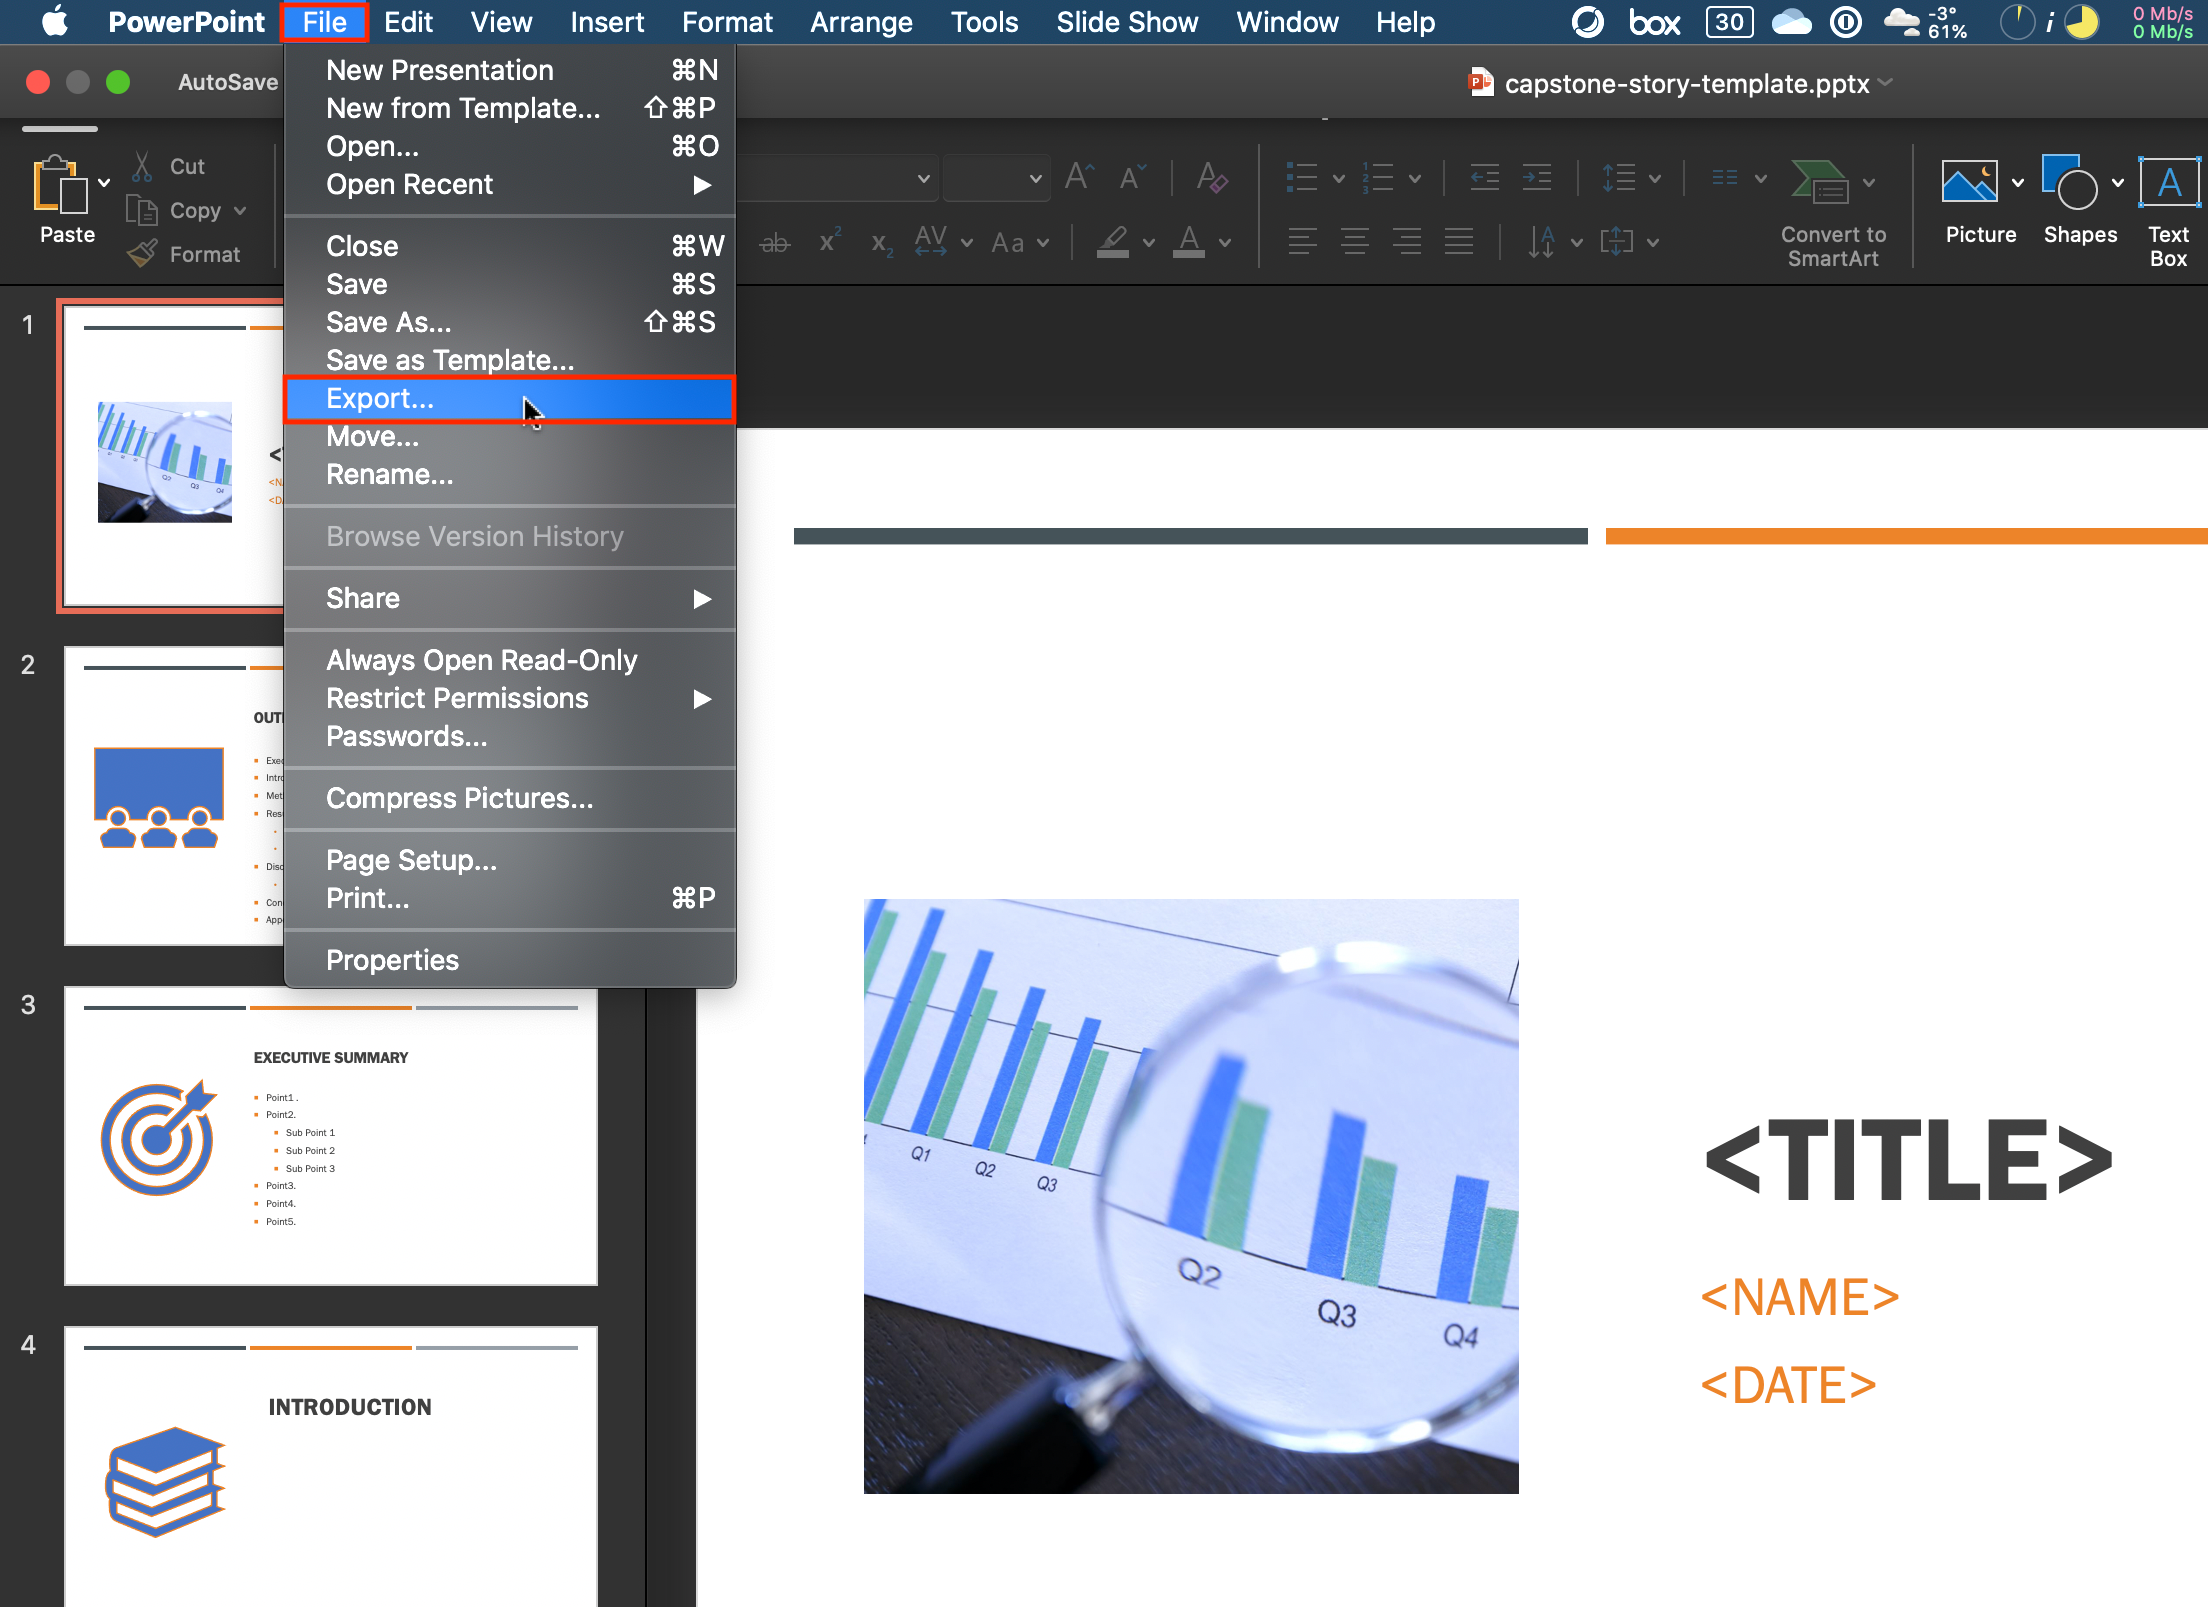 PowerPoint File Edit View Insert Format Arrange Tools Slide Show Window Help box 30 -3° 61% i 0 Mb/s 0 Mb/s
AutoSave capstone-story-template.pptx
New Presentation ⌘N
New from Template... ⇧⌘P
Open... ⌘O
Open Recent ▶
Close ⌘W
Save ⌘S
Save As... ⇧⌘S
Save as Template...
Export...
Move...
Rename...
Browse Version History
Share ▶
Always Open Read-Only
Restrict Permissions ▶
Passwords...
Compress Pictures...
Page Setup...
Print... ⌘P
Properties
Paste
Cut
Copy
Format
ab x² x₂ AV Aa A
Convert to
SmartArt
Picture
Shapes
Text
Box
1
2
3
EXECUTIVE SUMMARY
Point1 .
Point2.
Sub Point 1
Sub Point 2
Sub Point 3
Point3.
Point4.
Point5.
4
INTRODUCTION
Q1
Q2
Q3
Q2
Q3
Q4
<TITLE>
<NAME>
<DATE>